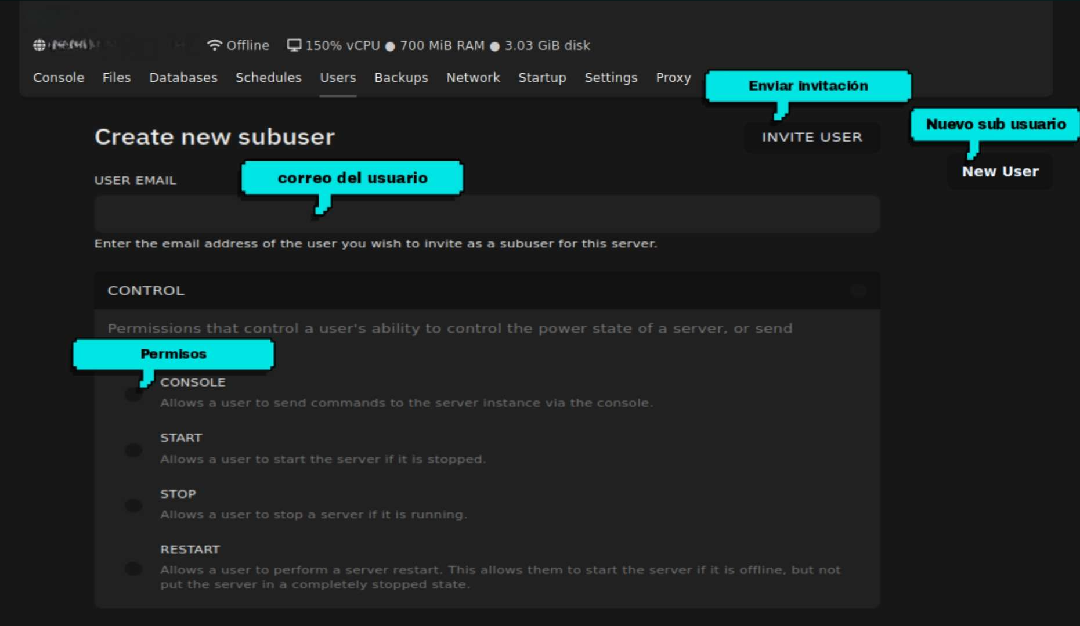 Offline 150% vCPU ● 700 MiB RAM ● 3.03 GiB disk
Console Files Databases Schedules Users Backups Network Startup Settings Proxy
Enviar invitación
Nuevo sub usuario
Create new subuser
INVITE USER
New User
USER EMAIL
correo del usuario
Enter the email address of the user you wish to invite as a subuser for this server.
CONTROL
Permissions that control a user's ability to control the power state of a server, or send
Permisos
CONSOLE
Allows a user to send commands to the server instance via the console.
START
Allows a user to start the server if it is stopped.
STOP
Allows a user to stop a server if it is running.
RESTART
Allows a user to perform a server restart. This allows them to start the server if it is offline, but not
put the server in a completely stopped state.